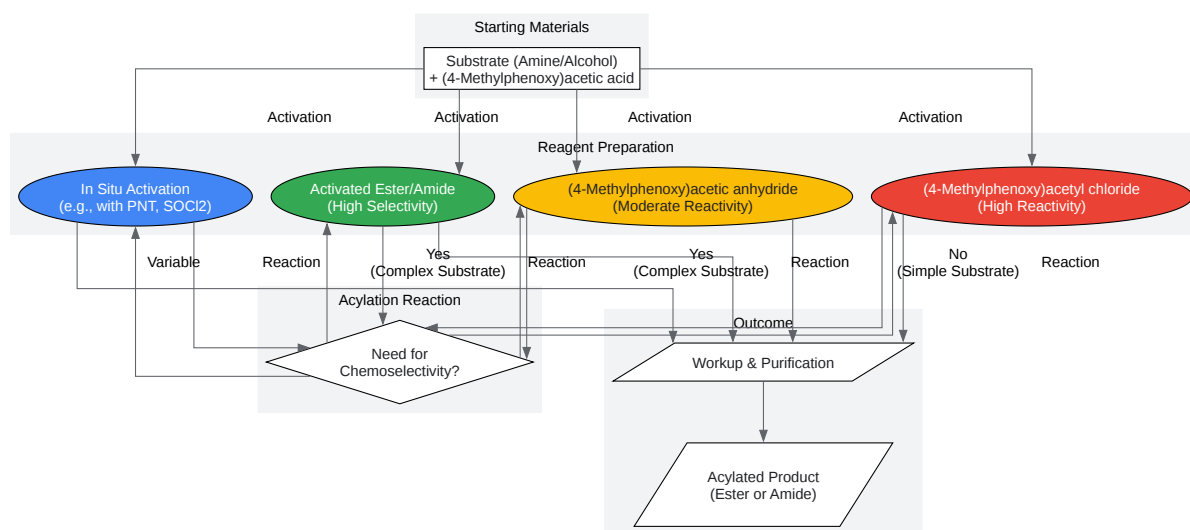 Starting Materials
Substrate (Amine/Alcohol)
+ (4-Methylphenoxy)acetic acid
Activation
Activation
Activation
Activation
Reagent Preparation
In Situ Activation
(e.g., with PNT, SOCl2)
Activated Ester/Amide
(High Selectivity)
(4-Methylphenoxy)acetic anhydride
(Moderate Reactivity)
(4-Methylphenoxy)acetyl chloride
(High Reactivity)
Variable
Reaction
Yes
(Complex Substrate)
Reaction
Yes
(Complex Substrate)
Reaction
No
(Simple Substrate)
Reaction
Acylation Reaction
Need for
Chemoselectivity?
Outcome
Workup & Purification
Acylated Product
(Ester or Amide)